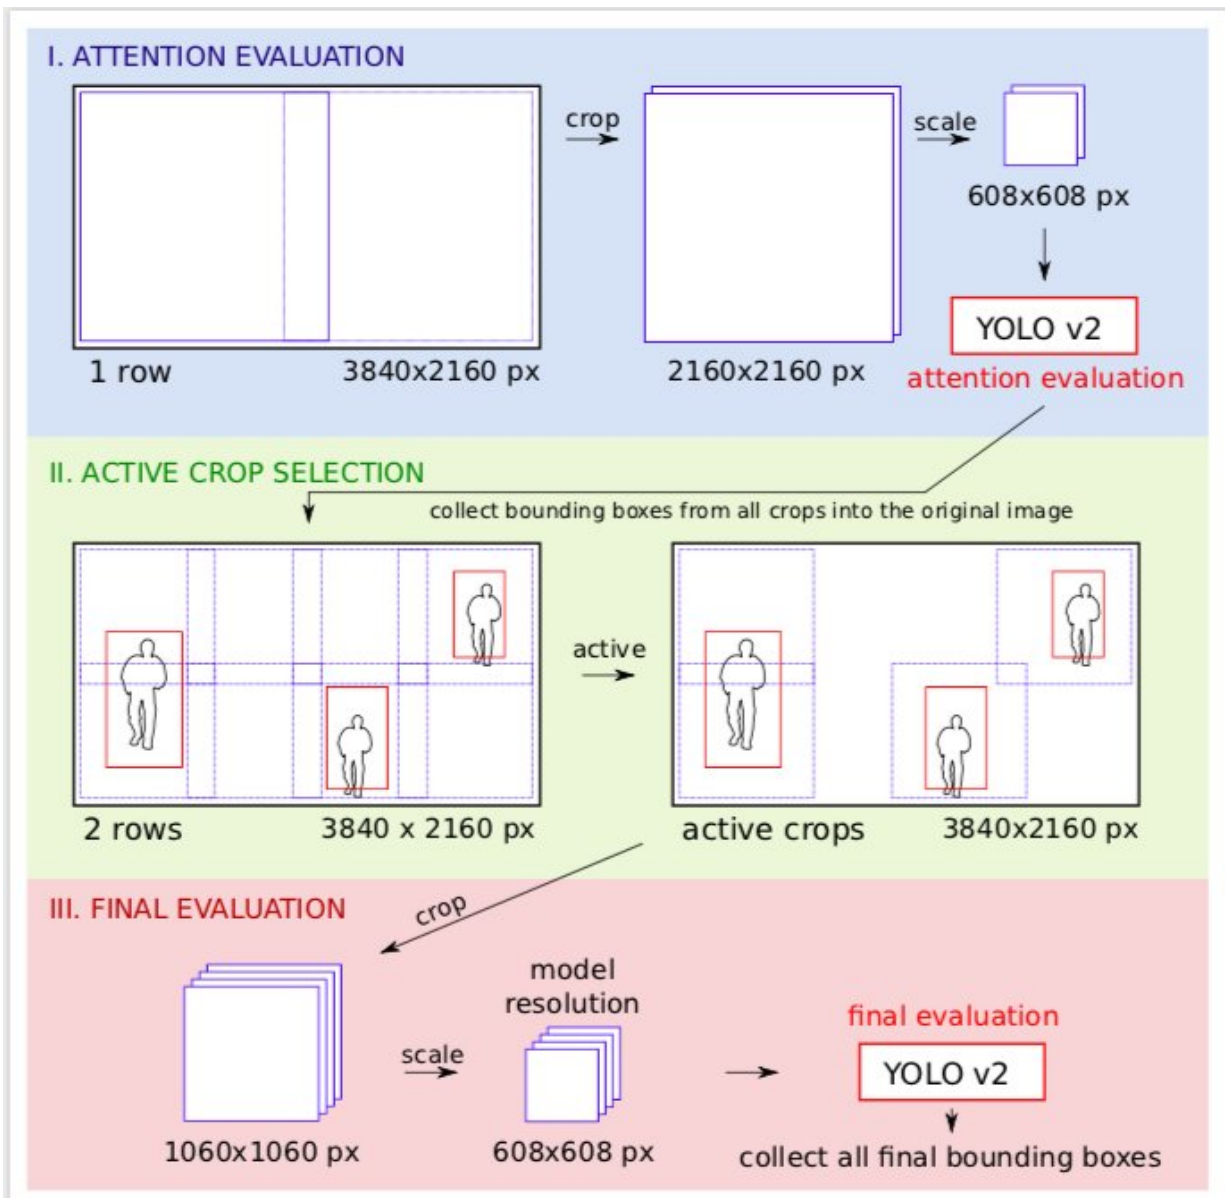 I. ATTENTION EVALUATION
crop
scale
608x608 px
YOLO v2
1 row
3840x2160 px
2160x2160 px
attention evaluation
II. ACTIVE CROP SELECTION
collect bounding boxes from all crops into the original image
active
2 rows
3840 x 2160 px
active crops
3840x2160 px
III. FINAL EVALUATION
crop
model
resolution
final evaluation
scale
YOLO v2
1060x1060 px
608x608 px
collect all final bounding boxes